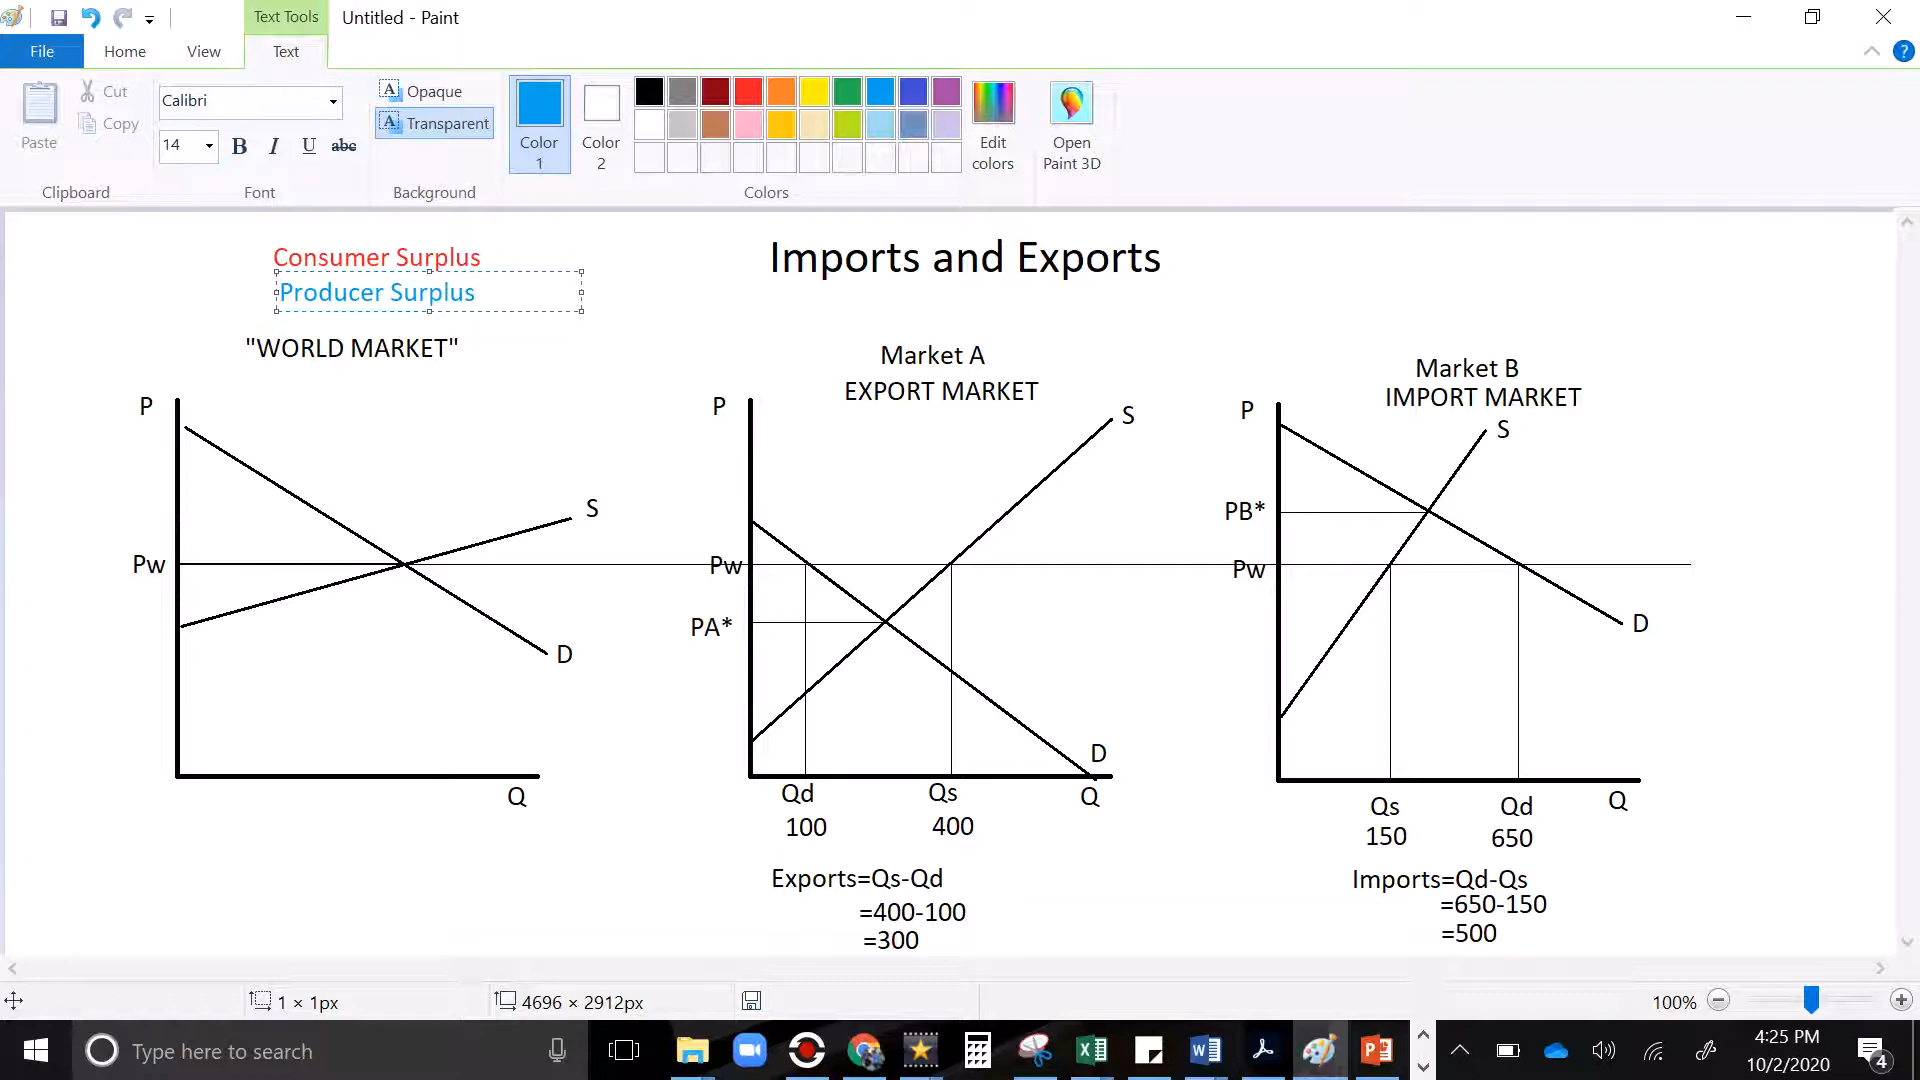 Text Tools
Untitled - Paint
File
Home
View
Text
Paste
Cut
Copy
Clipboard
Calibri
14
B I U abc
Font
Opaque
Transparent
Background
Color 1
Color 2
Colors
Edit colors
Open Paint 3D
Imports and Exports
Consumer Surplus
Producer Surplus
"WORLD MARKET"
P
S
Pw
D
Q
Market A
EXPORT MARKET
P
S
Pw
PA*
D
Qd
Qs
Q
100
400
Exports=Qs-Qd
=400-100
=300
Market B
IMPORT MARKET
P
S
PB*
Pw
D
Qs
Qd
Q
150
650
Imports=Qd-Qs
=650-150
=500
1 × 1px
4696 × 2912px
100%
Type here to search
4:25 PM
10/2/2020
4